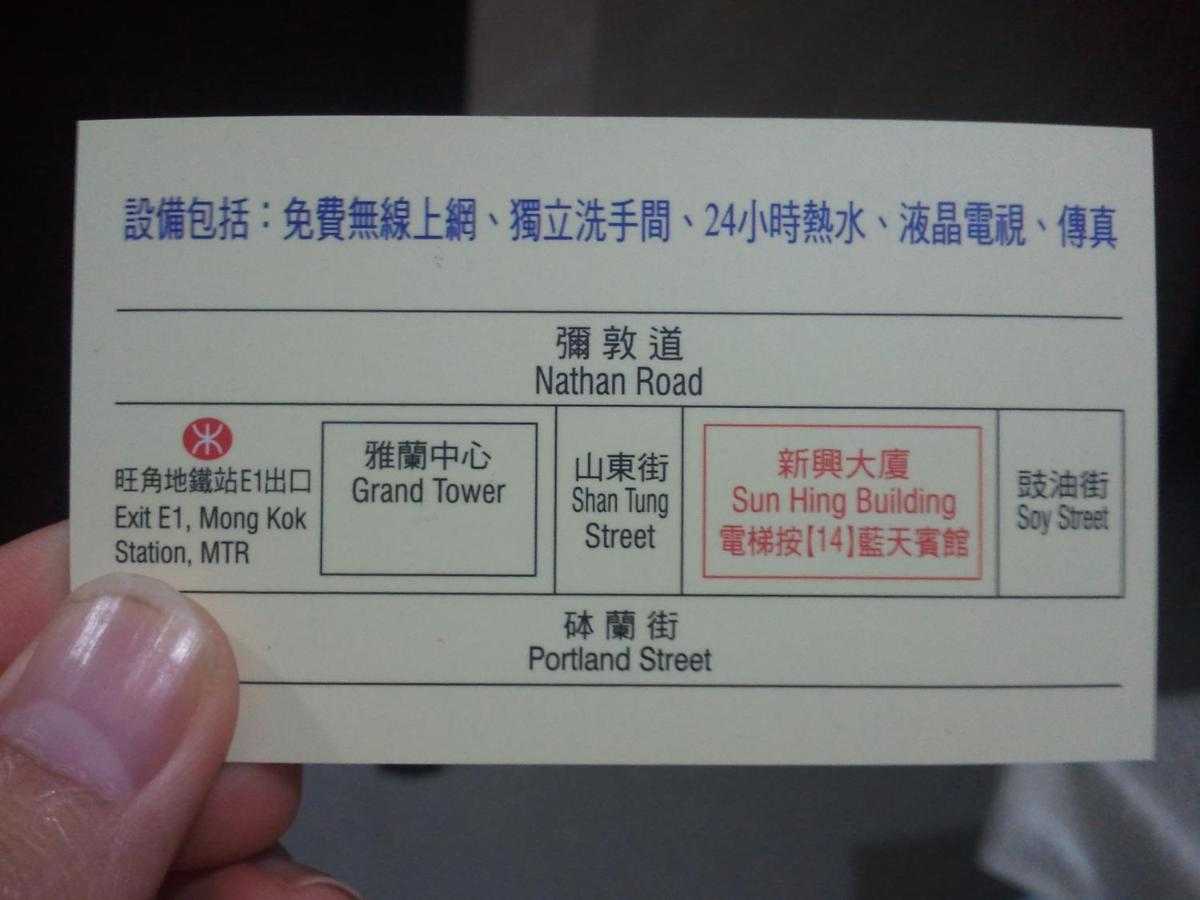 設備包括：免費無線上網、獨立洗手間、24小時熱水、液晶電視、傳真
彌敦道
Nathan Road
旺角地鐵站E1出口
Exit E1, Mong Kok
Station, MTR
雅蘭中心
Grand Tower
山東街
Shan Tung
Street
新興大廈
Sun Hing Building
電梯按【14】藍天賓館
豉油街
Soy Street
砵蘭街
Portland Street